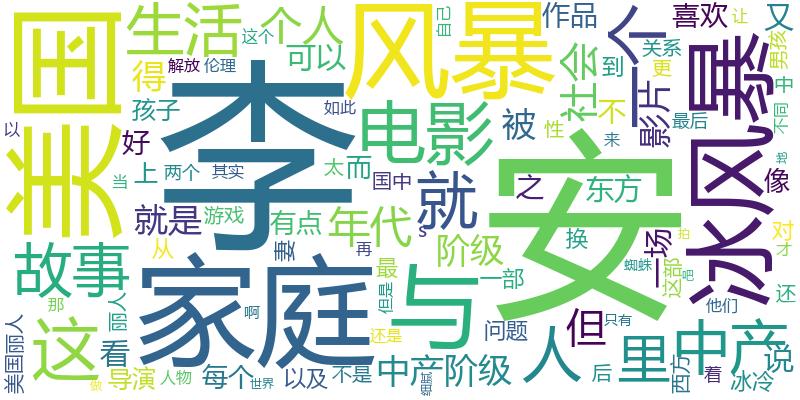 美国
李
安
家庭
风暴
冰风暴
与
电影
故事
这
生活
个人
个
人
就
就是
中产
里
但
年代
社会
影片
中产阶级
阶级
被
作品
喜欢
又
可以
这个
自己
让
男孩
关系
到
更
不
性
来
最后
不同
中
得
解放
伦理
孩子
如此
好
上
两个
而
太
其实
国中
之
东方
像
以
当
游戏
有点
妻
从
再
s
换
一场
这部
蜘蛛
拍
吧
对
才
还
他们
最
一部
但是
那
丽人
啊
还是
问题
只有
看
美国丽人
导演
做
人物
每个
世界
以及
不是
后
西方
着
冰冷
说